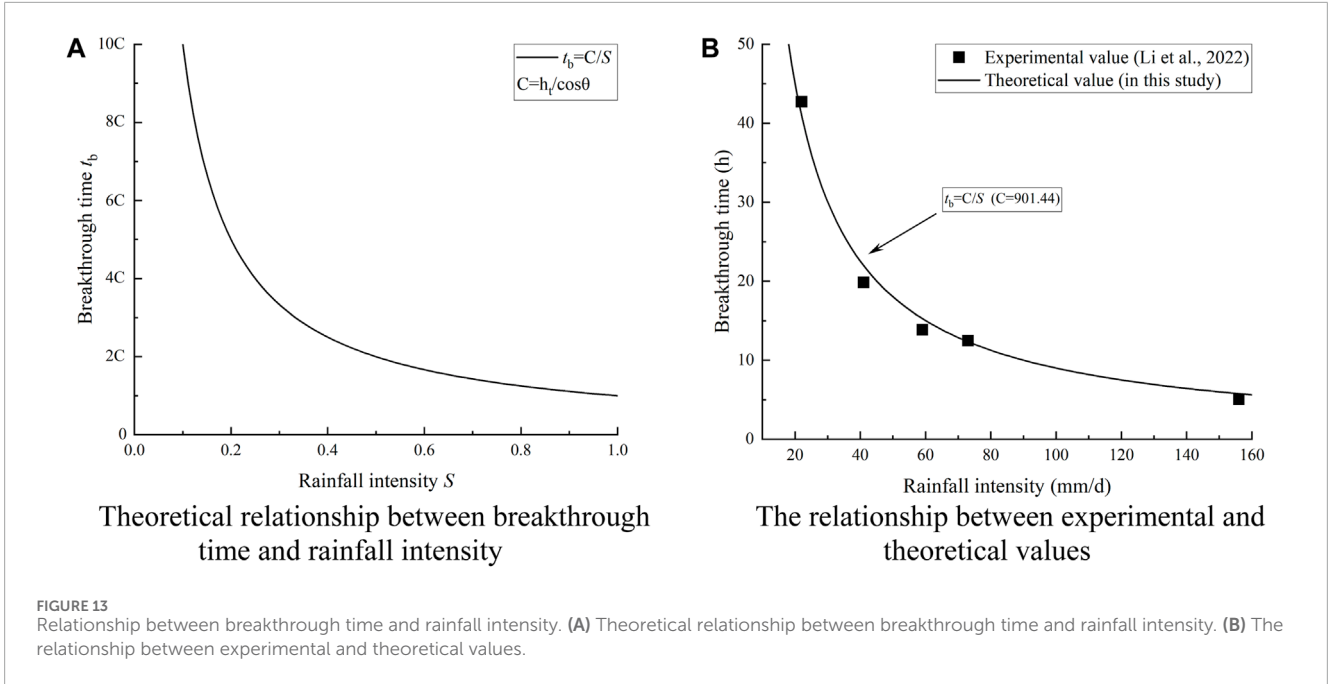 A
10C
8C
6C
4C
2C
0
Breakthrough time tb
tb=C/S
C=ht/cosθ
0.0 0.2 0.4 0.6 0.8 1.0
Rainfall intensity S
Theoretical relationship between breakthrough
time and rainfall intensity
B
50
40
30
20
10
0
Breakthrough time (h)
Experimental value (Li et al., 2022)
Theoretical value (in this study)
tb=C/S (C=901.44)
20 40 60 80 100 120 140 160
Rainfall intensity (mm/d)
The relationship between experimental and
theoretical values
FIGURE 13
Relationship between breakthrough time and rainfall intensity. (A) Theoretical relationship between breakthrough time and rainfall intensity. (B) The
relationship between experimental and theoretical values.